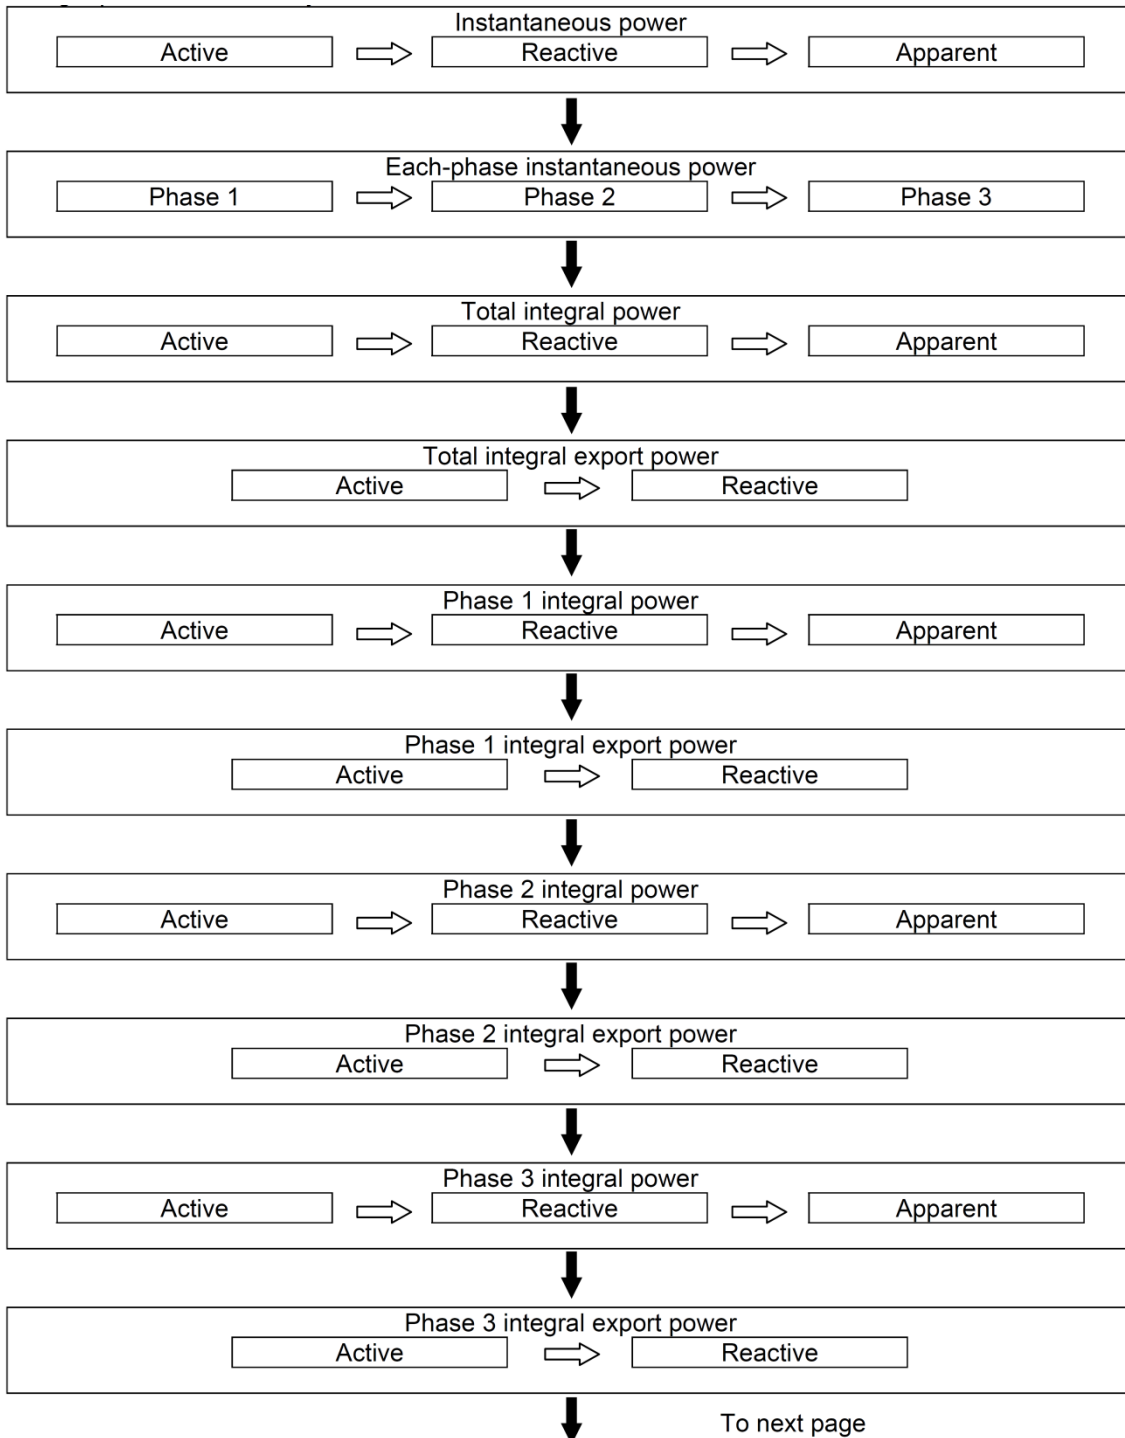 Instantaneous power
Active Reactive Apparent
Each-phase instantaneous power
Phase 1 Phase 2 Phase 3
Total integral power
Active Reactive Apparent
Total integral export power
Active Reactive
Phase 1 integral power
Active Reactive Apparent
Phase 1 integral export power
Active Reactive
Phase 2 integral power
Active Reactive Apparent
Phase 2 integral export power
Active Reactive
Phase 3 integral power
Active Reactive Apparent
Phase 3 integral export power
Active Reactive
To next page